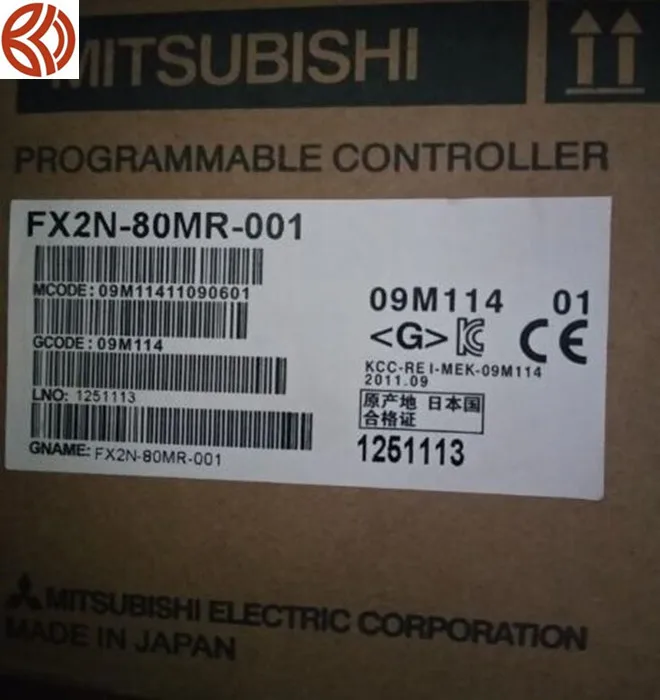 MITSUBISHI
PROGRAMMABLE CONTROLLER
FX2N-80MR-001
MCODE: 09M11411090601
GCODE: 09M114
LNO: 1251113
GNAME: FX2N-80MR-001
09M114 01
<G> CE
KCC-REI-MEK-09M114
2011.09
原产地 日本国
合格证
1251113
MITSUBISHI ELECTRIC CORPORATION
MADE IN JAPAN